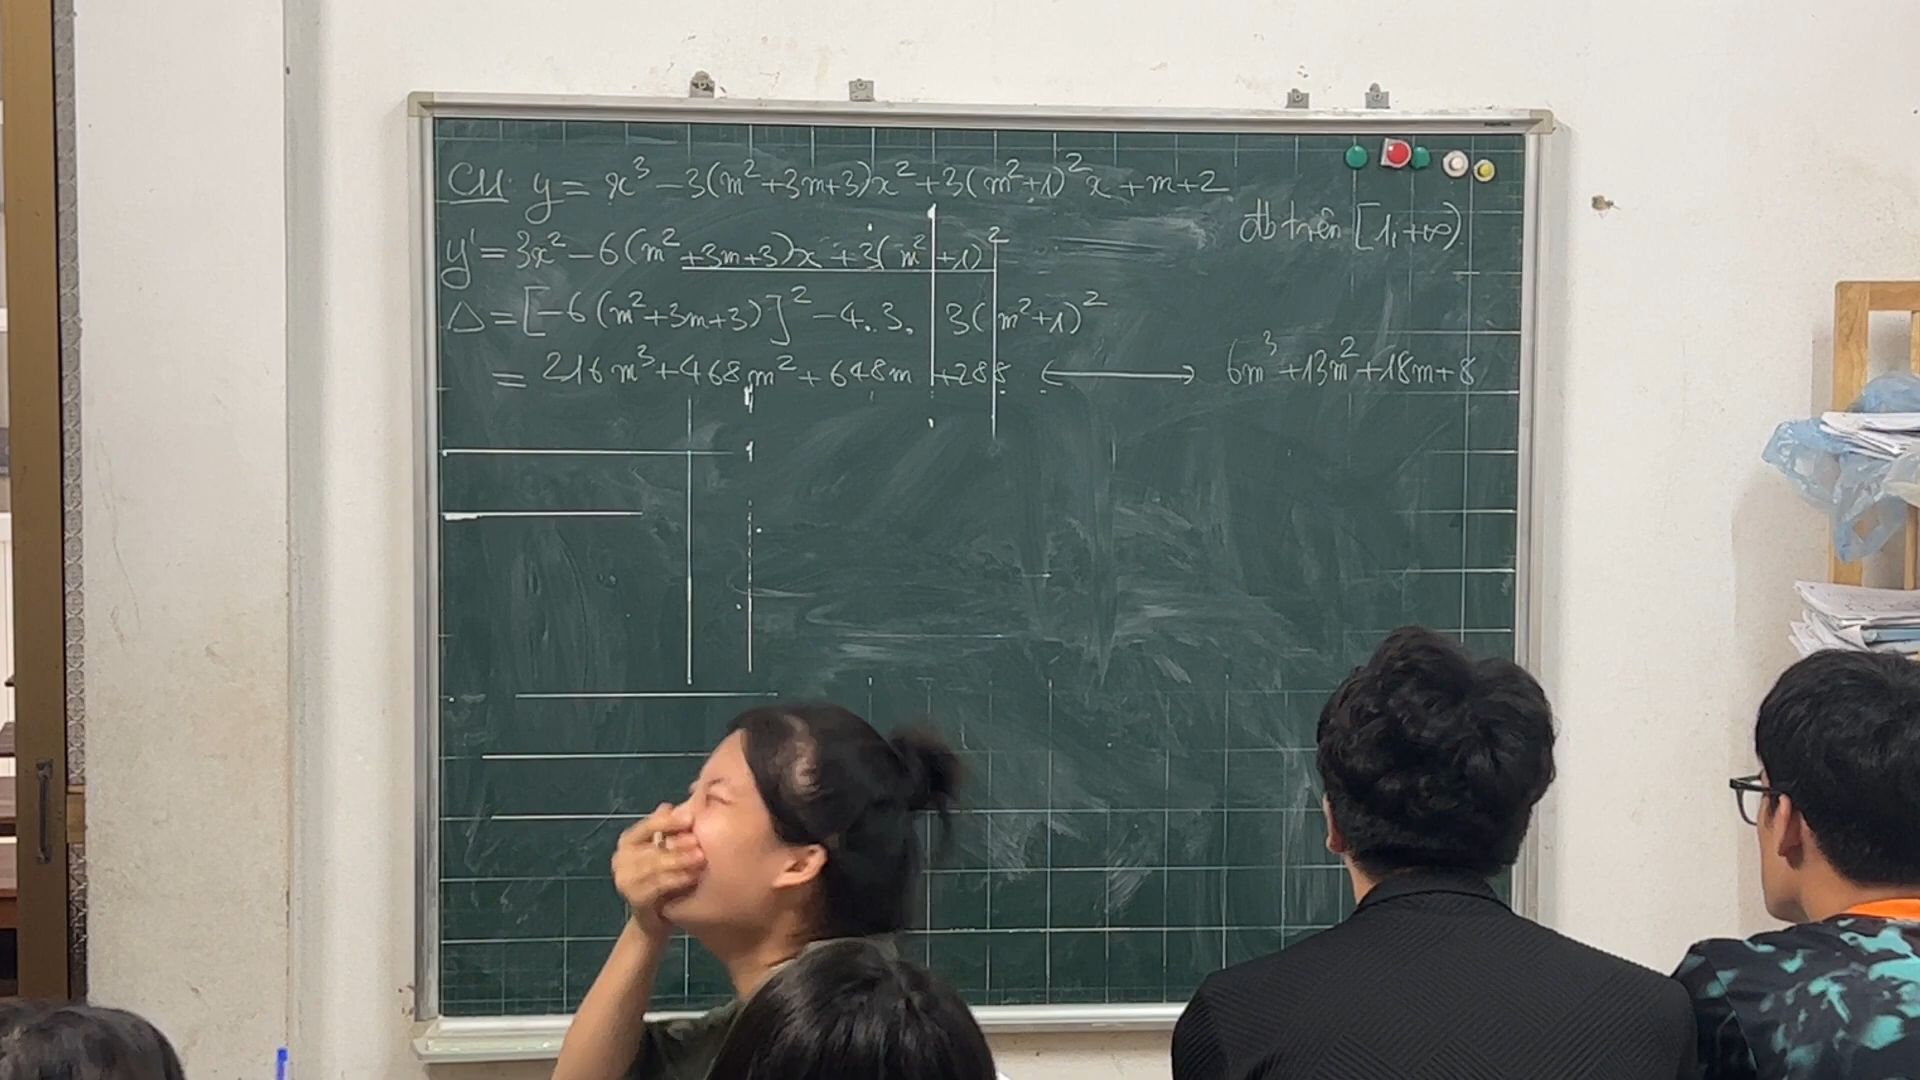 CM: y = x³ - 3(m² + 3m + 3)x² + 3(m² + 1)²x + m + 2
đb trên [1, +∞)
y' = 3x² - 6(m² + 3m + 3)x + 3(m² + 1)²
Δ = [-6(m² + 3m + 3)]² - 4.3. 3(m² + 1)²
= 216m³ + 468m² + 648m + 288 ⟷ 6m³ + 13m² + 18m + 8